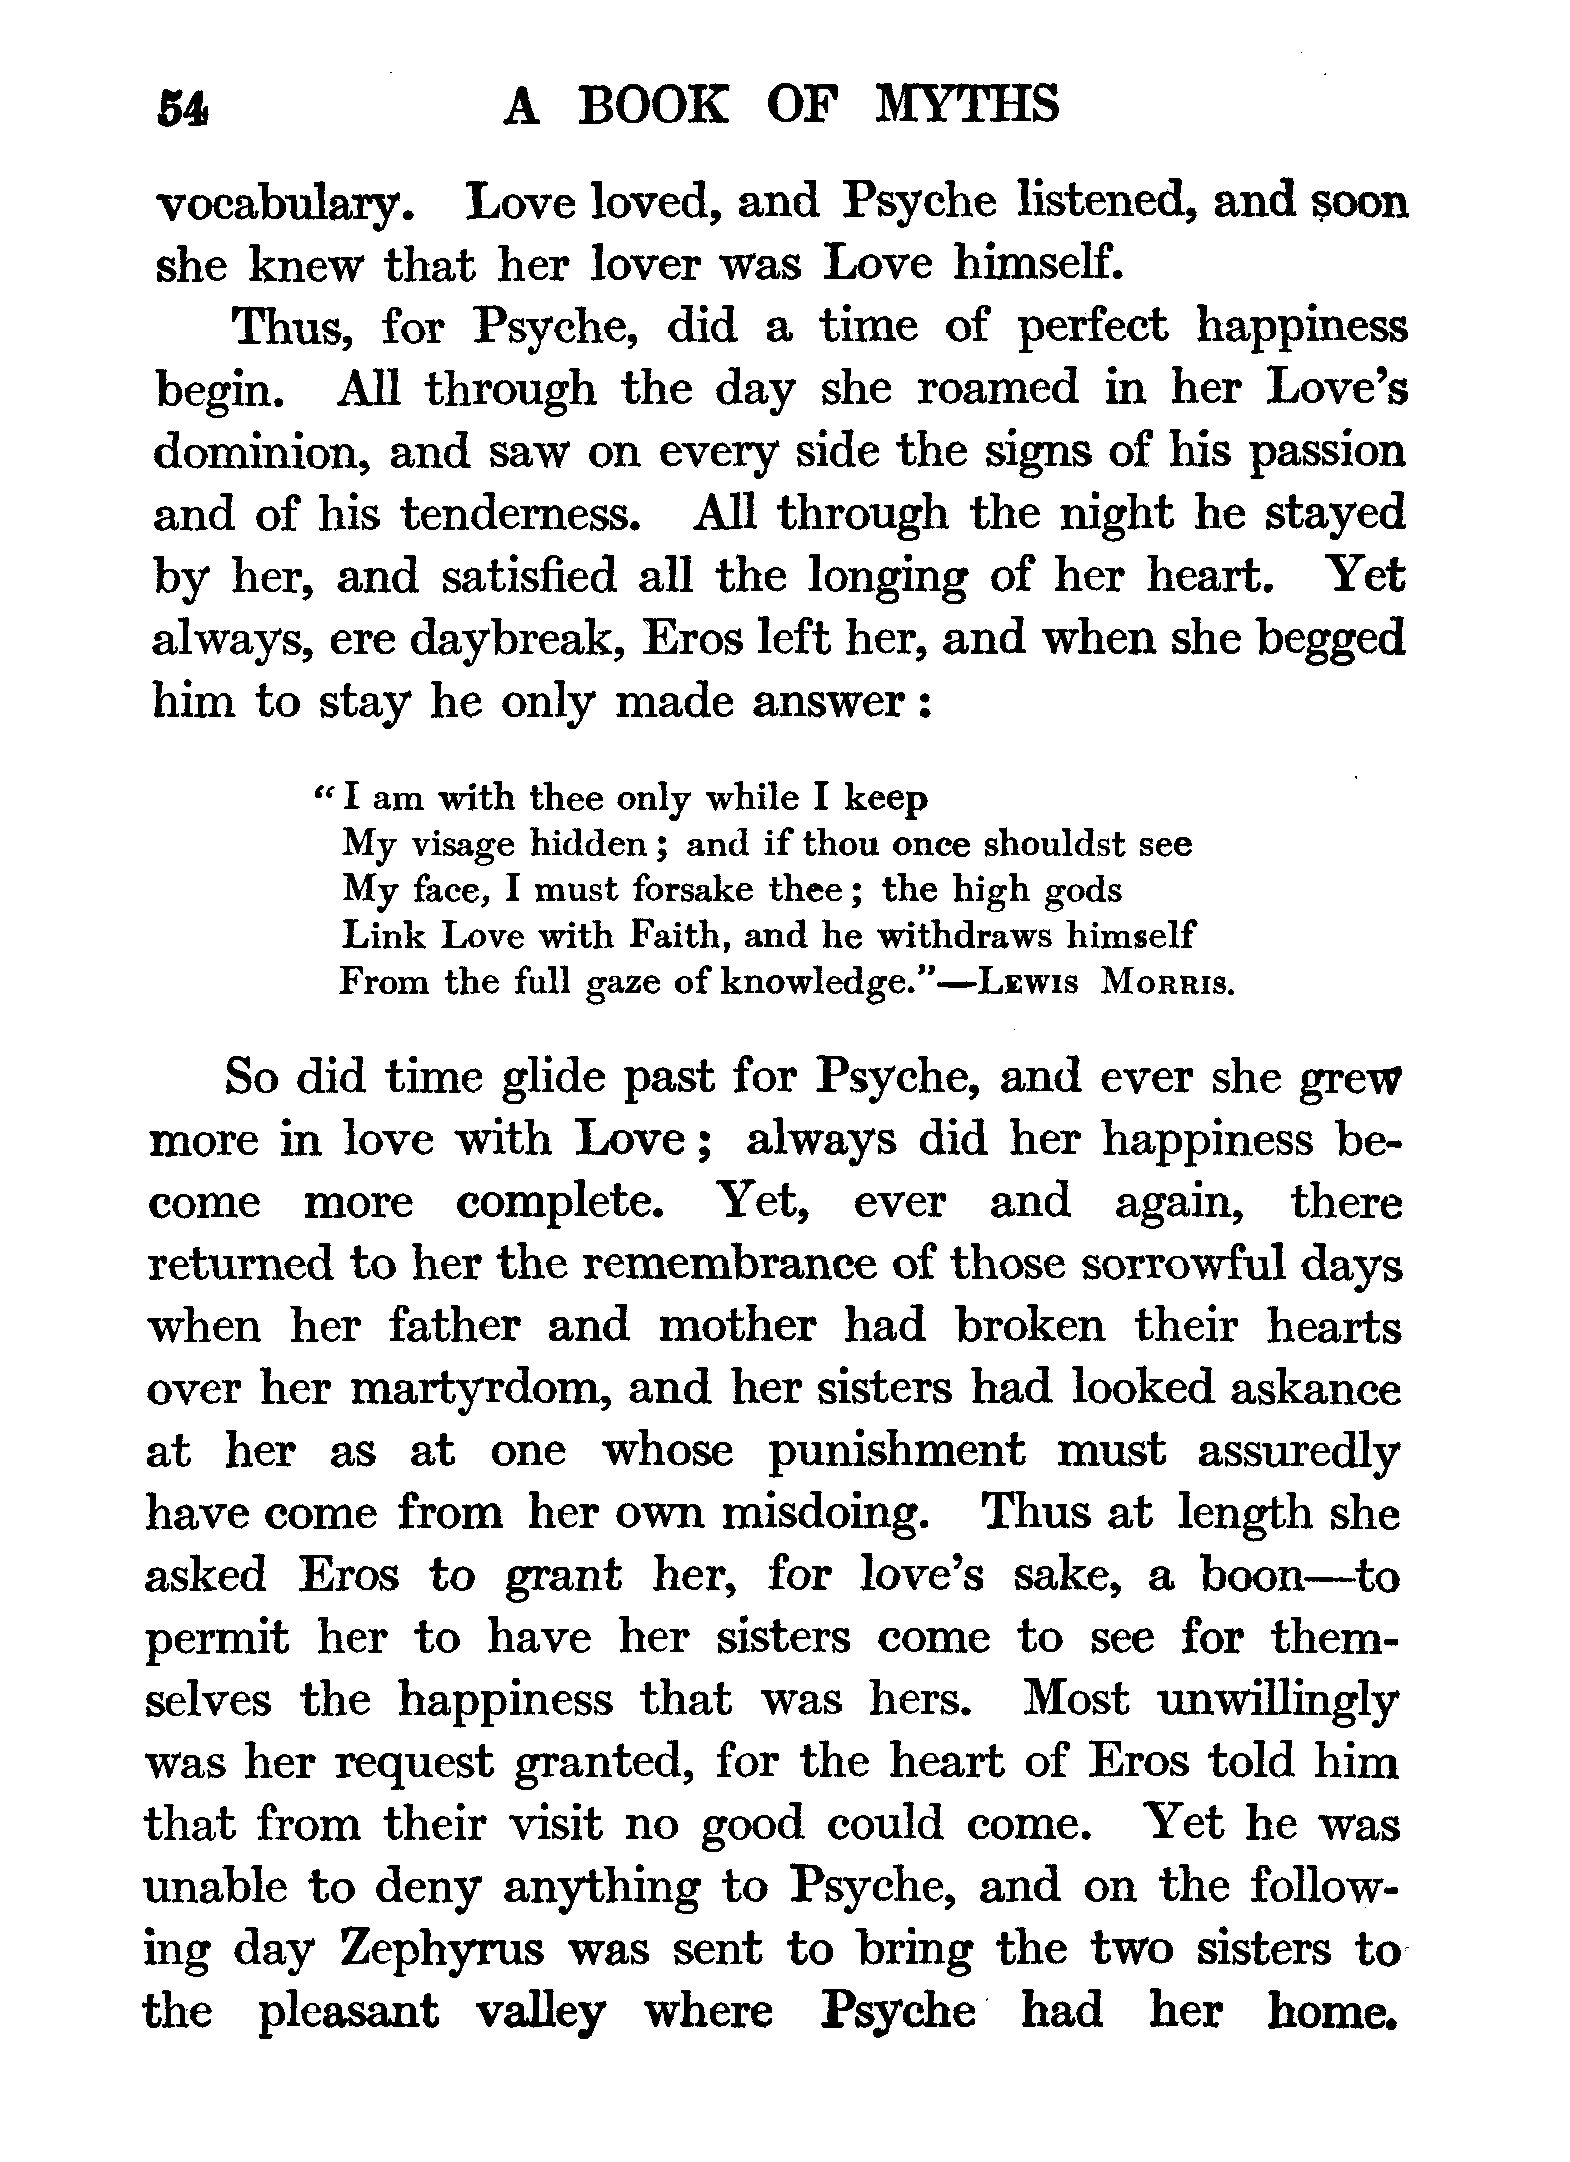 54 A BOOK OF MYTHS
vocabulary. Love loved, and Psyche listened, and soon
she knew that her lover was Love himself.
Thus, for Psyche, did a time of perfect happiness
begin. All through the day she roamed in her Love's
dominion, and saw on every side the signs of his passion
and of his tenderness. All through the night he stayed
by her, and satisfied all the longing of her heart. Yet
always, ere daybreak, Eros left her, and when she begged
him to stay he only made answer :
"I am with thee only while I keep
My visage hidden ; and if thou once shouldst see
My face, I must forsake thee ; the high gods
Link Love with Faith, and he withdraws himself
From the full gaze of knowledge."—LEWIS MORRIS.
So did time glide past for Psyche, and ever she grew
more in love with Love ; always did her happiness be-
come more complete. Yet, ever and again, there
returned to her the remembrance of those sorrowful days
when her father and mother had broken their hearts
over her martyrdom, and her sisters had looked askance
at her as at one whose punishment must assuredly
have come from her own misdoing. Thus at length she
asked Eros to grant her, for love's sake, a boon—to
permit her to have her sisters come to see for them-
selves the happiness that was hers. Most unwillingly
was her request granted, for the heart of Eros told him
that from their visit no good could come. Yet he was
unable to deny anything to Psyche, and on the follow-
ing day Zephyrus was sent to bring the two sisters to
the pleasant valley where Psyche had her home.